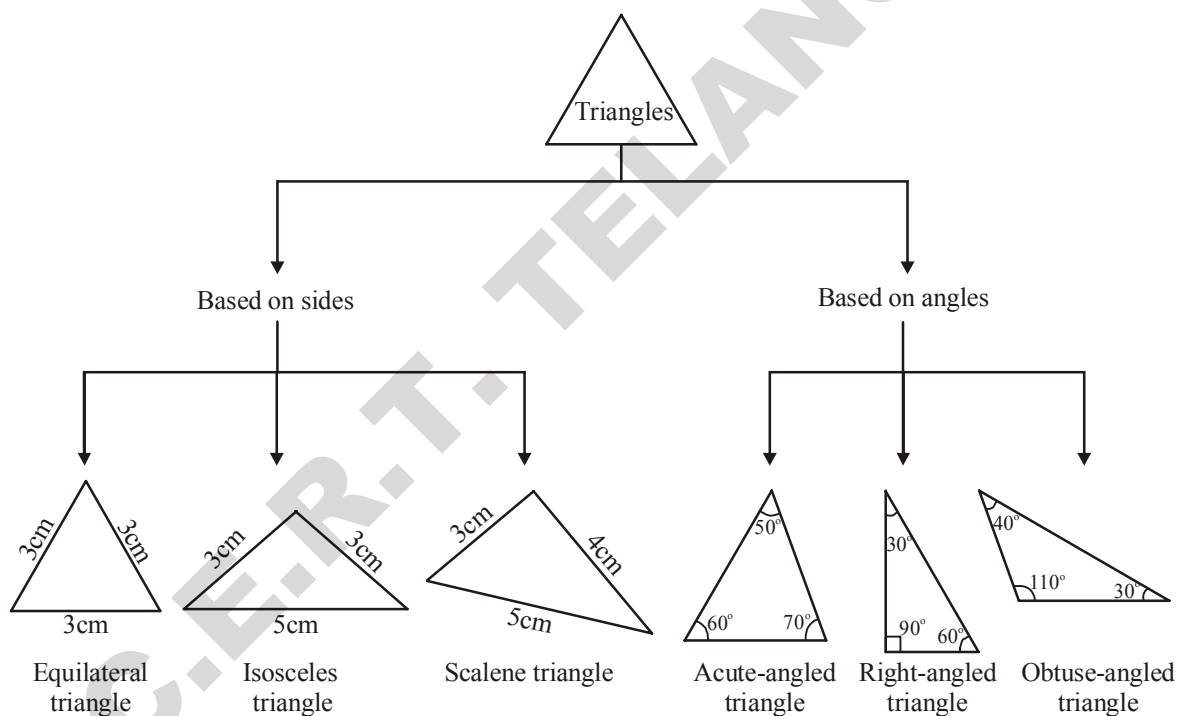 Triangles
Based on sides
Based on angles
3cm 3cm
3cm
Equilateral
triangle
3cm 3cm
5cm
Isosceles
triangle
3cm 4cm
5cm
Scalene triangle
50°
60° 70°
Acute-angled
triangle
30°
90° 60°
Right-angled
triangle
40°
110° 30°
Obtuse-angled
triangle
C.E.R.T. TELAN